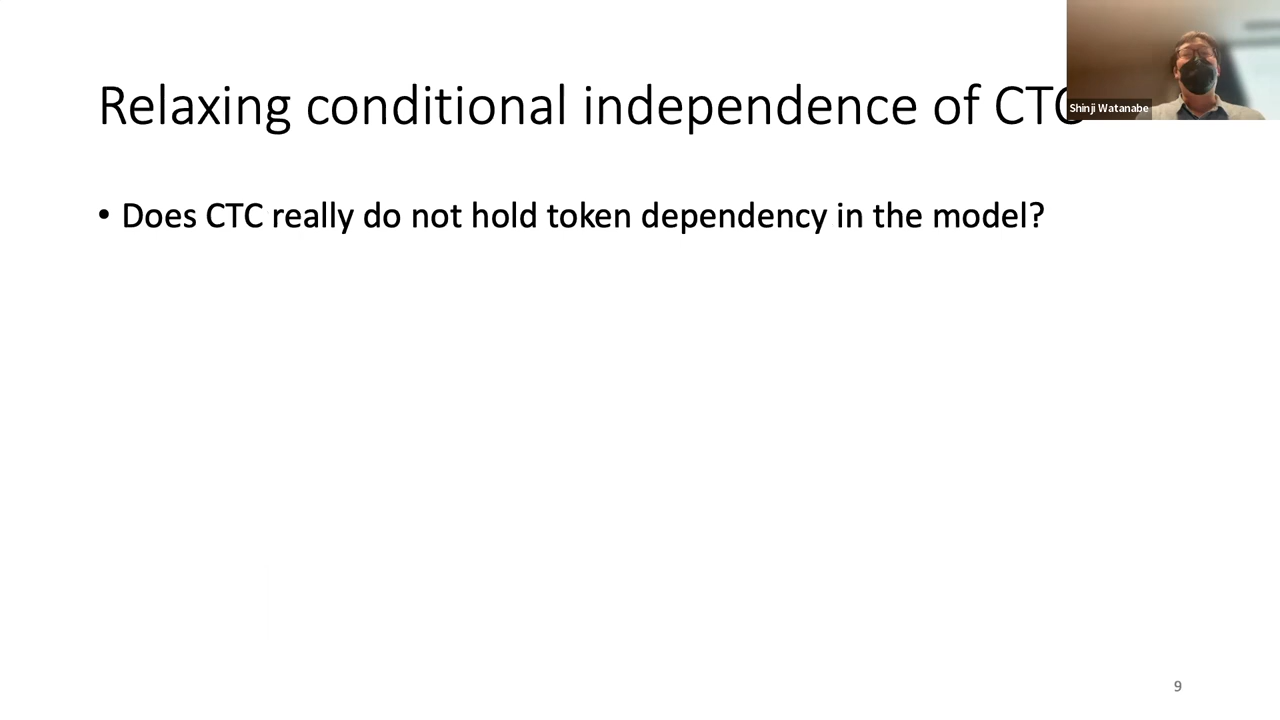 Relaxing conditional independence of CTC
Shinji Watanabe
• Does CTC really do not hold token dependency in the model?
9